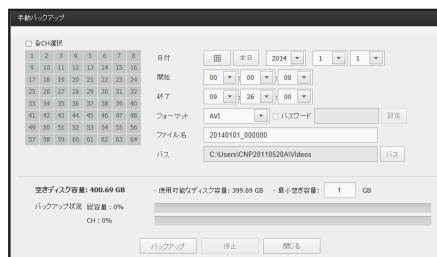 手動バックアップ
全CH選択
1 2 3 4 5 6 7 8
9 10 11 12 13 14 15 16
17 18 19 20 21 22 23 24
25 26 27 28 29 30 31 32
33 34 35 36 37 38 39 40
41 42 43 44 45 46 47 48
49 50 51 52 53 54 55 56
57 58 59 60 61 62 63 64
日付 本日 2014 1 1
開始 00 : 00 : 00
終了 09 : 26 : 00
フォーマット AVI パスワード 設定
ファイル名 20140101_000000
パス C:\Users\CNP20110520A\Videos パス
空きディスク容量: 400.69 GB - 使用可能なディスク容量: 399.69 GB - 最小空き容量: 1 GB
バックアップ状況 総容量 : 0%
CH : 0%
バックアップ 停止 閉じる